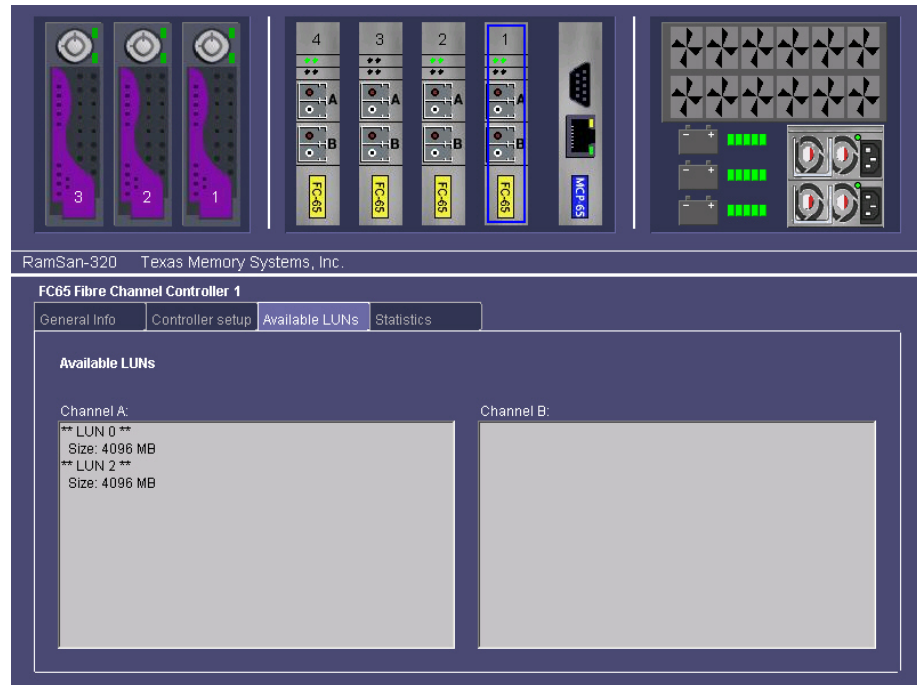 4 3 2 1
A A A A
B B B B
3 2 1
FC-65 FC-65 FC-65 FC-65 MCP 65
RamSan-320 Texas Memory Systems, Inc.
FC65 Fibre Channel Controller 1
General Info Controller setup Available LUNs Statistics
Available LUNs
Channel A:
** LUN 0 **
Size: 4096 MB
** LUN 2 **
Size: 4096 MB
Channel B: